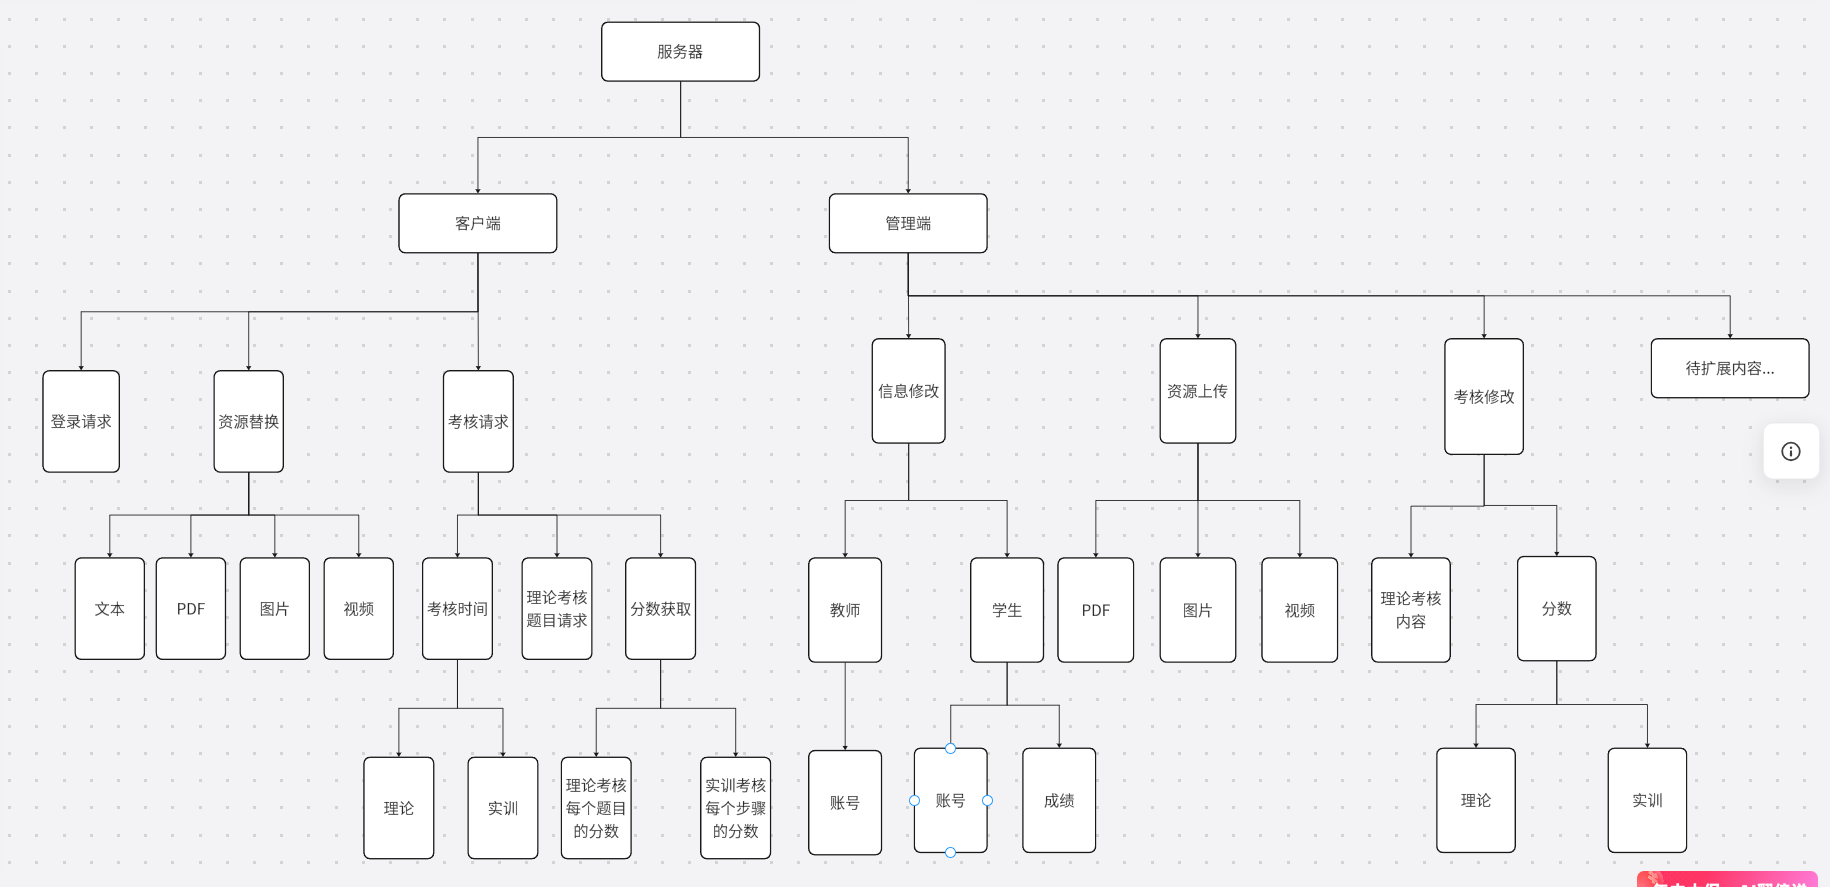 服务器
客户端
管理端
登录请求
资源替换
考核请求
信息修改
资源上传
考核修改
待扩展内容...
文本
PDF
图片
视频
考核时间
理论考核
题目请求
分数获取
教师
学生
PDF
图片
视频
理论考核
内容
分数
理论
实训
理论考核
每个题目
的分数
实训考核
每个步骤
的分数
账号
账号
成绩
理论
实训